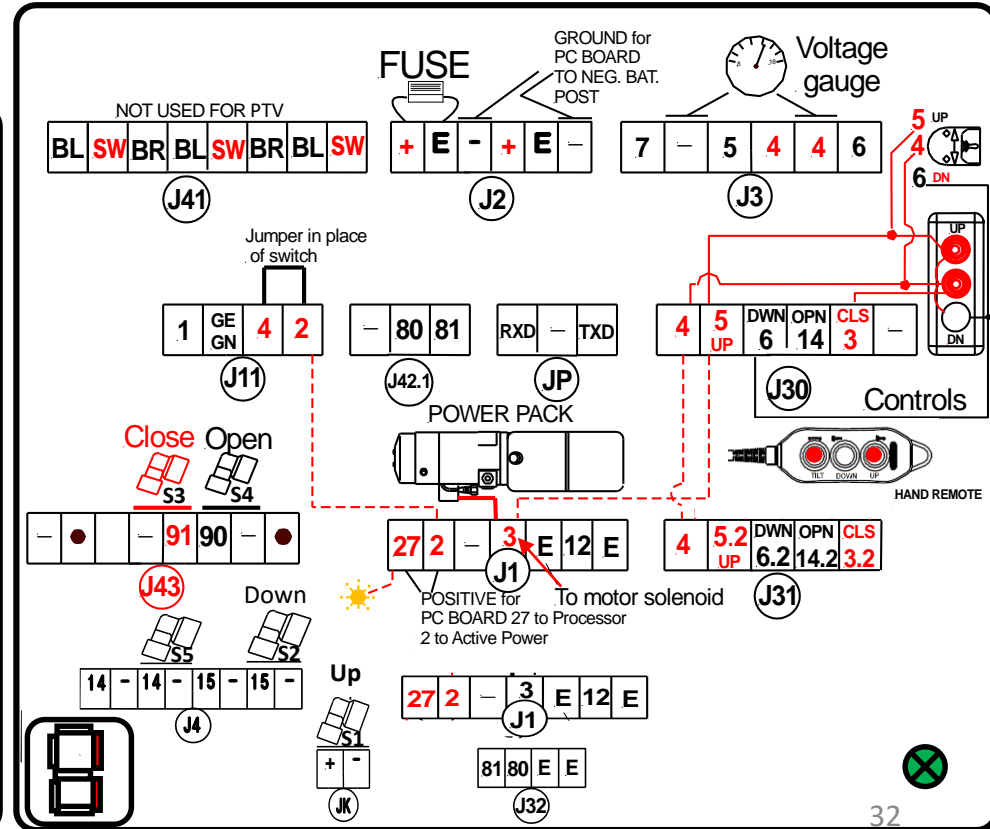 FUSE
GROUND for
PC BOARD
TO NEG. BAT.
POST
8
18
Voltage
gauge
NOT USED FOR PTV
BL SW BR BL SW BR BL SW
J41
+ E - + E -
J2
7 - 5 4 4 6
J3
5 UP
4
6 DN
UP
DN
Jumper in place
of switch
1 GE GN 4 2
J11
- 80 81
J42.1
RXD - TXD
JP
4 5 UP DWN 6 OPN 14 CLS 3 -
J30
Controls
POWER PACK
Close Open
S3 S4
- - 91 90 -
J43
TILT DOWN UP
HAND REMOTE
27 2 - 3 E 12 E
J1
POSITIVE for
PC BOARD 27 to Processor
2 to Active Power
To motor solenoid
4 5.2 UP DWN 6.2 OPN 14.2 CLS 3.2
J31
Down
S5 S2
14 - 14 - 15 - 15 -
J4
Up
S1
+ -
JK
27 2 - 3 E 12 E
J1
81 80 E E
J32
32